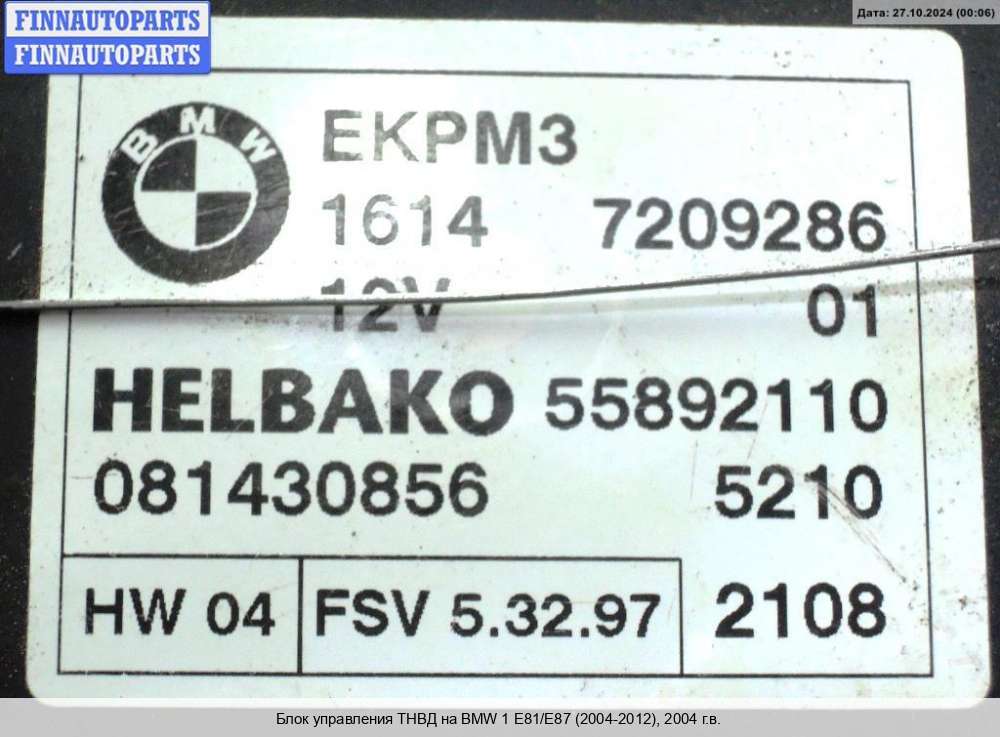 FINNAUTOPARTS
FINNAUTOPARTS
Дата: 27.10.2024 (00:06)
BMW
EKPM3
1614 7209286
12V 01
HELBAKO 55892110
081430856 5210
HW 04 FSV 5.32.97 2108
Блок управления ТНВД на BMW 1 E81/E87 (2004-2012), 2004 г.в.